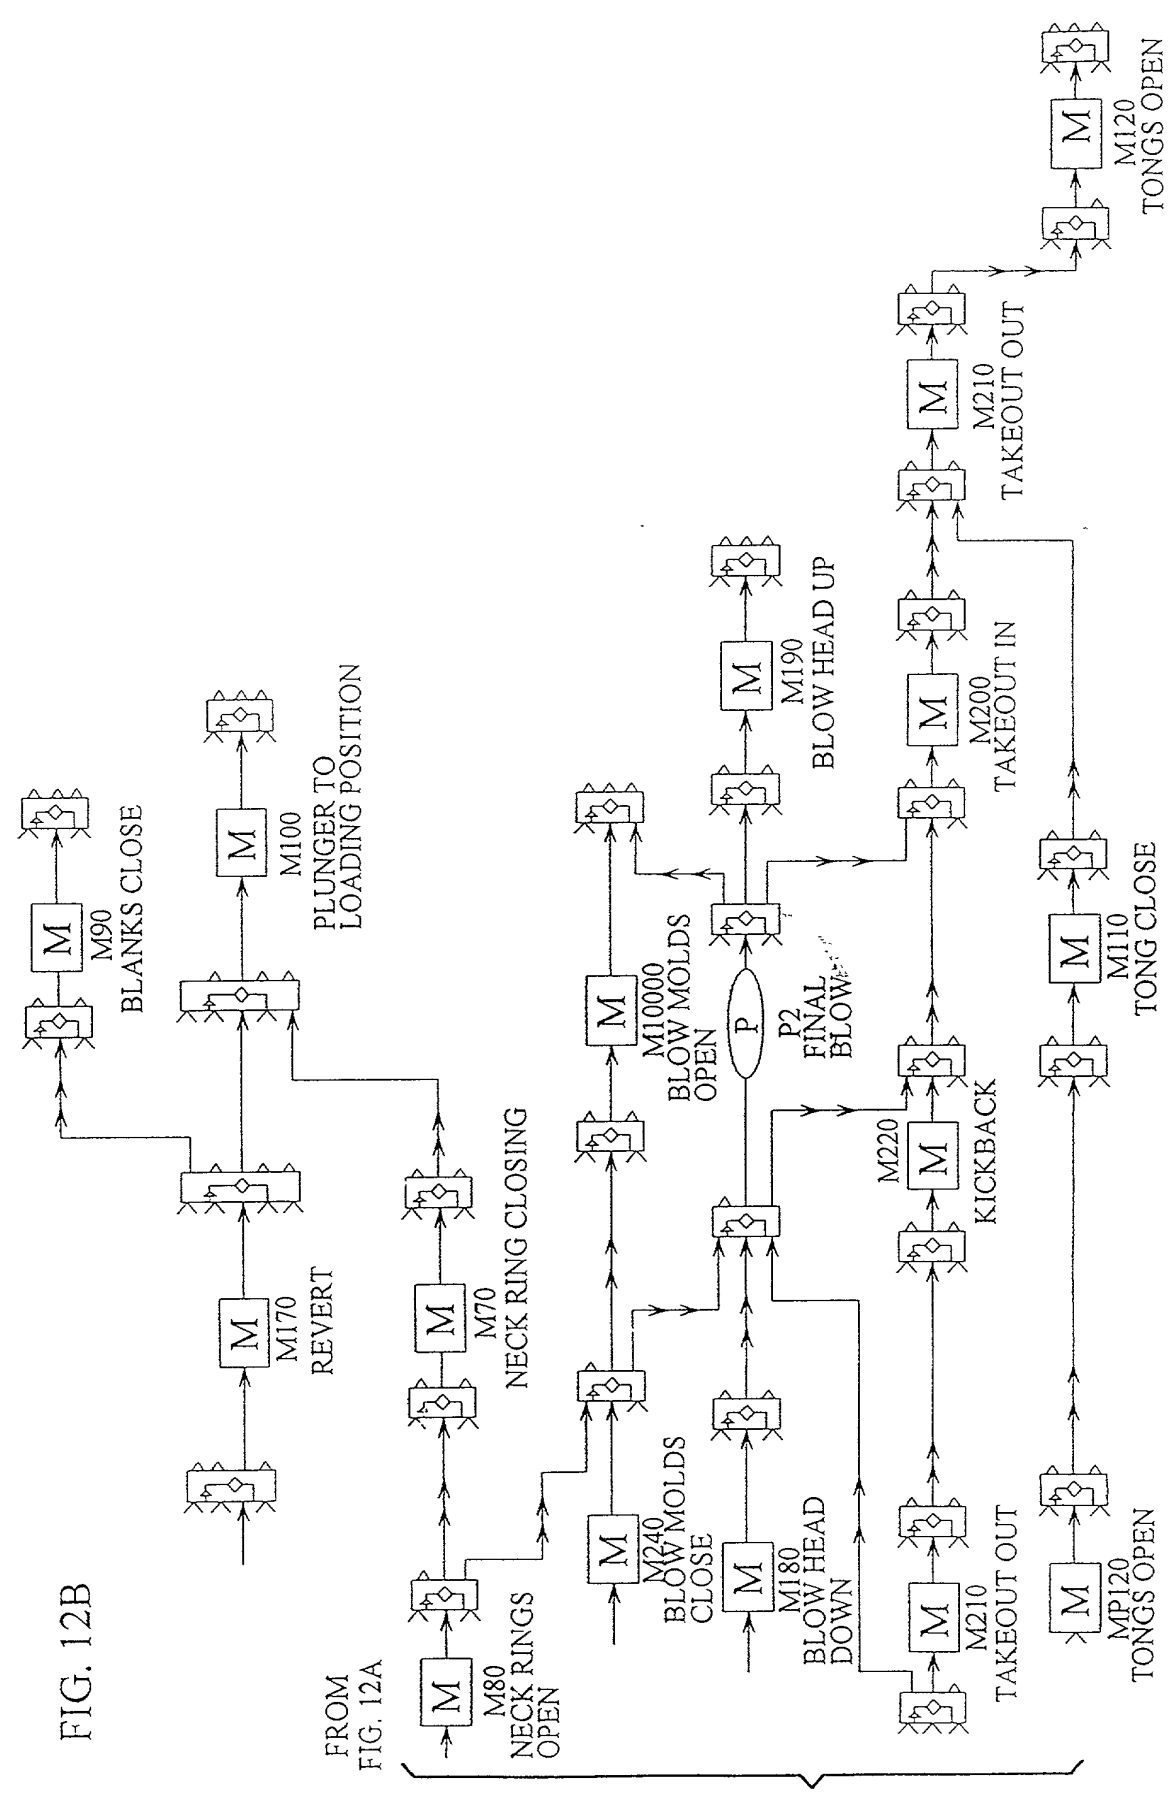 FIG. 12B
FROM
FIG. 12A
M
M90
BLANKS CLOSE
M
M170
REVERT
M
M100
PLUNGER TO
LOADING POSITION
M
M80
NECK RINGS
OPEN
M
M70
NECK RING CLOSING
M
M240
BLOW MOLDS
CLOSE
M
M10000
BLOW MOLDS
OPEN
M
M180
BLOW HEAD
DOWN
P
P2
FINAL
BLOW
M
M190
BLOW HEAD UP
M
M210
TAKEOUT OUT
M
M220
KICKBACK
M
M200
TAKEOUT IN
M
M210
TAKEOUT OUT
M
MP120
TONGS OPEN
M
M110
TONG CLOSE
M
M120
TONGS OPEN